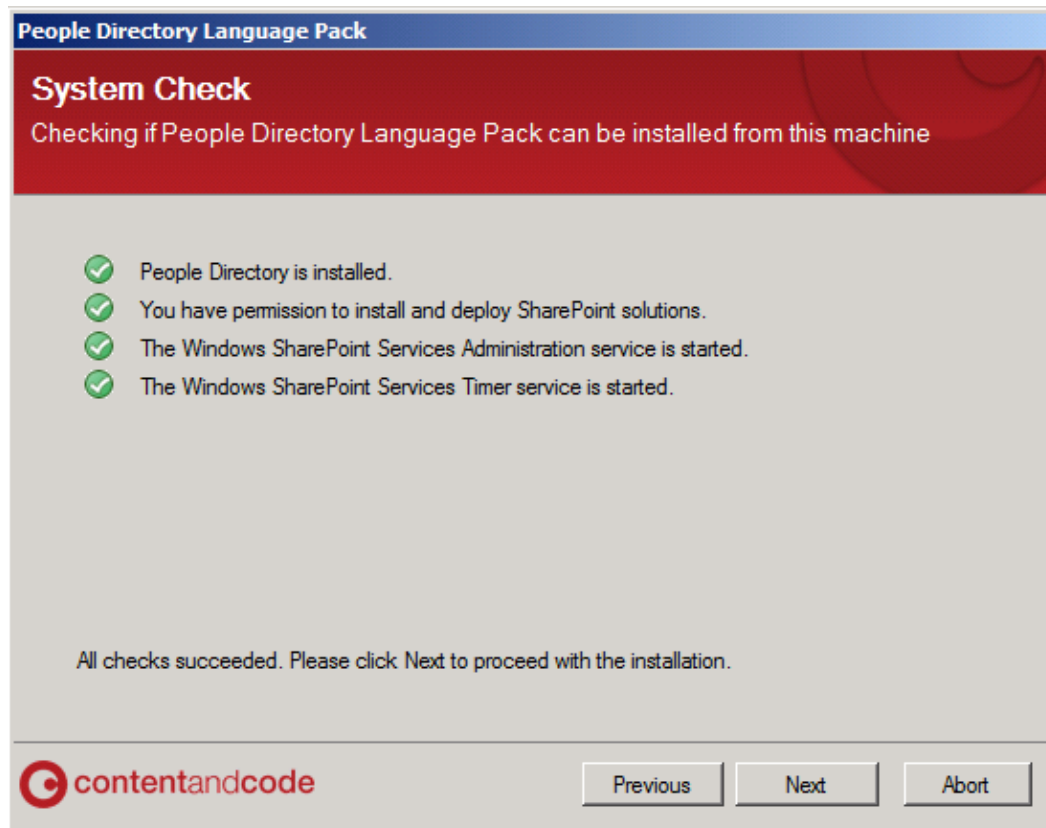 People Directory Language Pack
System Check
Checking if People Directory Language Pack can be installed from this machine
People Directory is installed.
You have permission to install and deploy SharePoint solutions.
The Windows SharePoint Services Administration service is started.
The Windows SharePoint Services Timer service is started.
All checks succeeded. Please click Next to proceed with the installation.
contentandcode Previous Next Abort